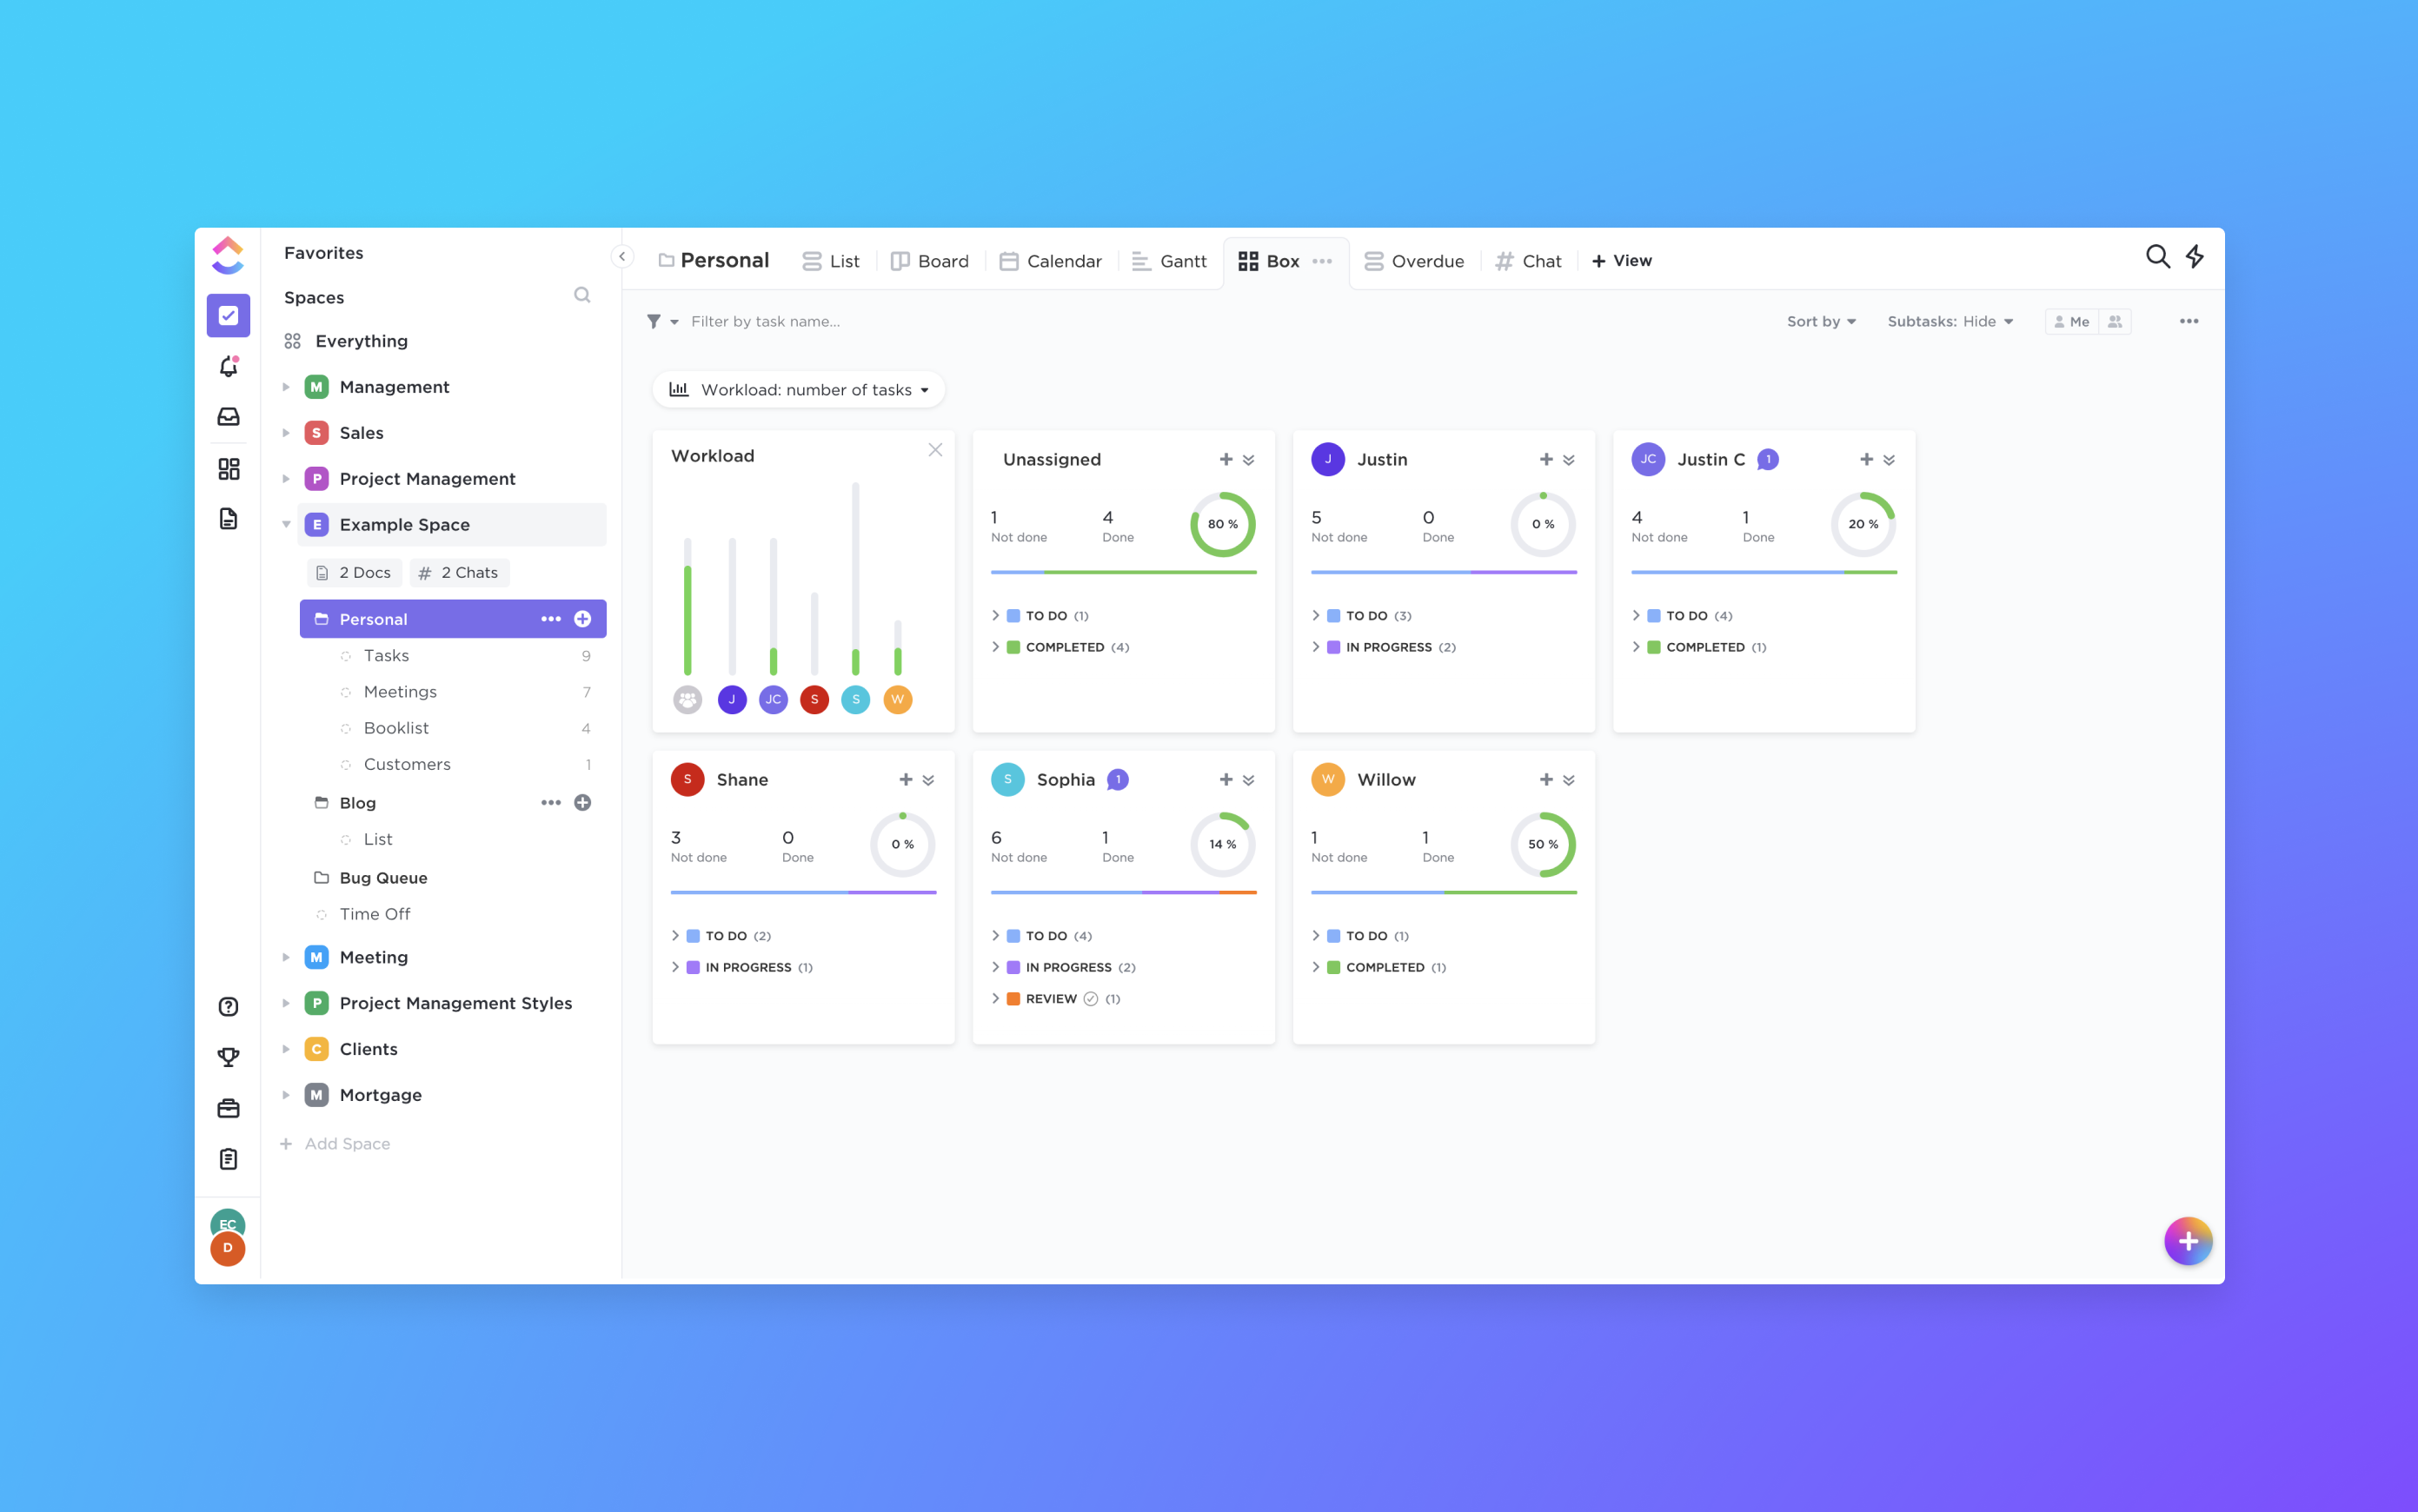 Favorites
Spaces
Everything
M Management
S Sales
P Project Management
E Example Space
2 Docs # 2 Chats
Personal
Tasks 9
Meetings 7
Booklist 4
Customers 1
Blog
List
Bug Queue
Time Off
M Meeting
P Project Management Styles
C Clients
M Mortgage
+ Add Space
EC
D
Personal List Board Calendar Gantt Box Overdue # Chat + View
Filter by task name...
Sort by Subtasks: Hide Me
Workload: number of tasks
Workload
J JC S S W
Unassigned
1 4 80 %
Not done Done
TO DO (1)
COMPLETED (4)
J Justin
5 0 0 %
Not done Done
TO DO (3)
IN PROGRESS (2)
JC Justin C 1
4 1 20 %
Not done Done
TO DO (4)
COMPLETED (1)
S Shane
3 0 0 %
Not done Done
TO DO (2)
IN PROGRESS (1)
S Sophia 1
6 1 14 %
Not done Done
TO DO (4)
IN PROGRESS (2)
REVIEW (1)
W Willow
1 1 50 %
Not done Done
TO DO (1)
COMPLETED (1)